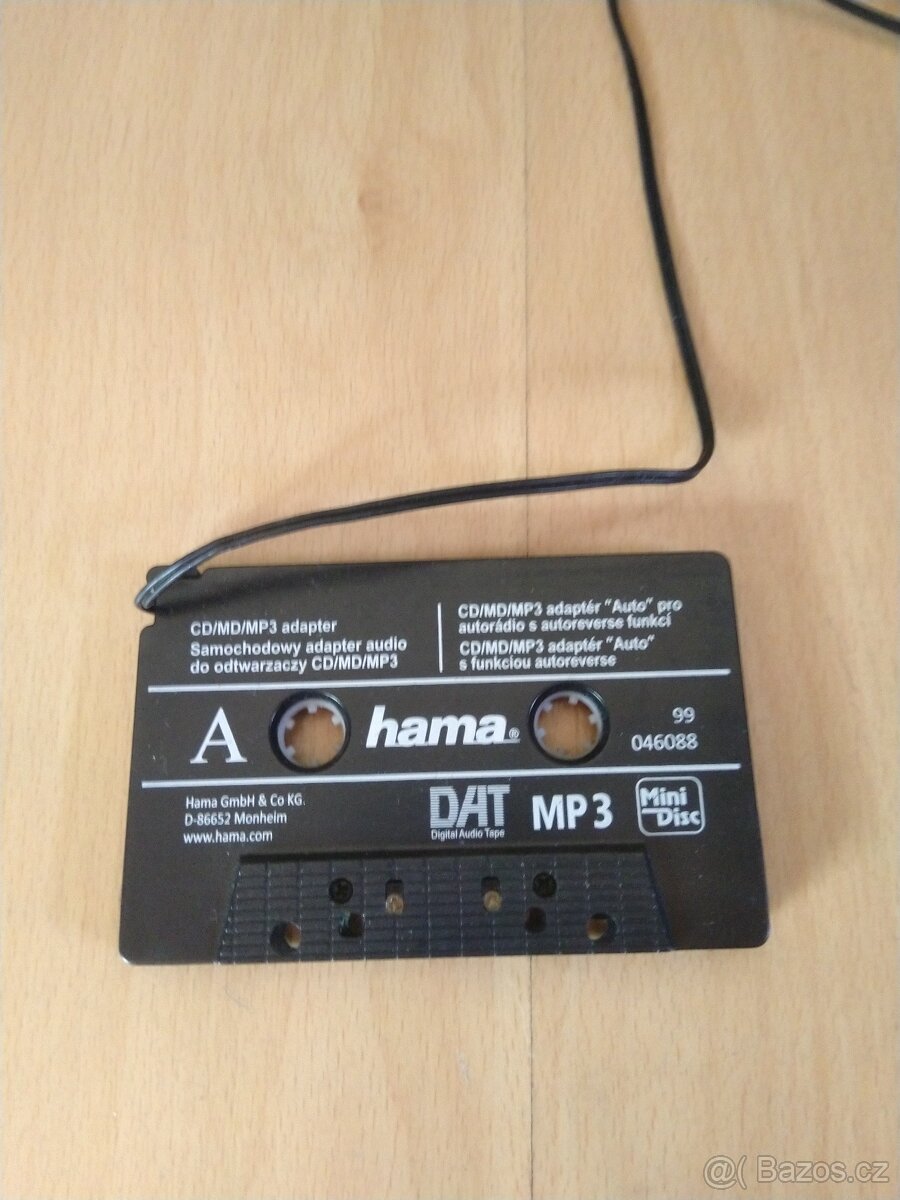 CD/MD/MP3 adapter
Samochodowy adapter audio
do odtwarzaczy CD/MD/MP3
CD/MD/MP3 adaptér "Auto" pro
autorádio s autoreverse funkcí
CD/MD/MP3 adaptér "Auto"
s funkciou autoreverse
A
hama®
99
046088
Hama GmbH & Co KG.
D-86652 Monheim
www.hama.com
DAT
Digital Audio Tape
MP3
Mini
Disc
@( Bazos.cz